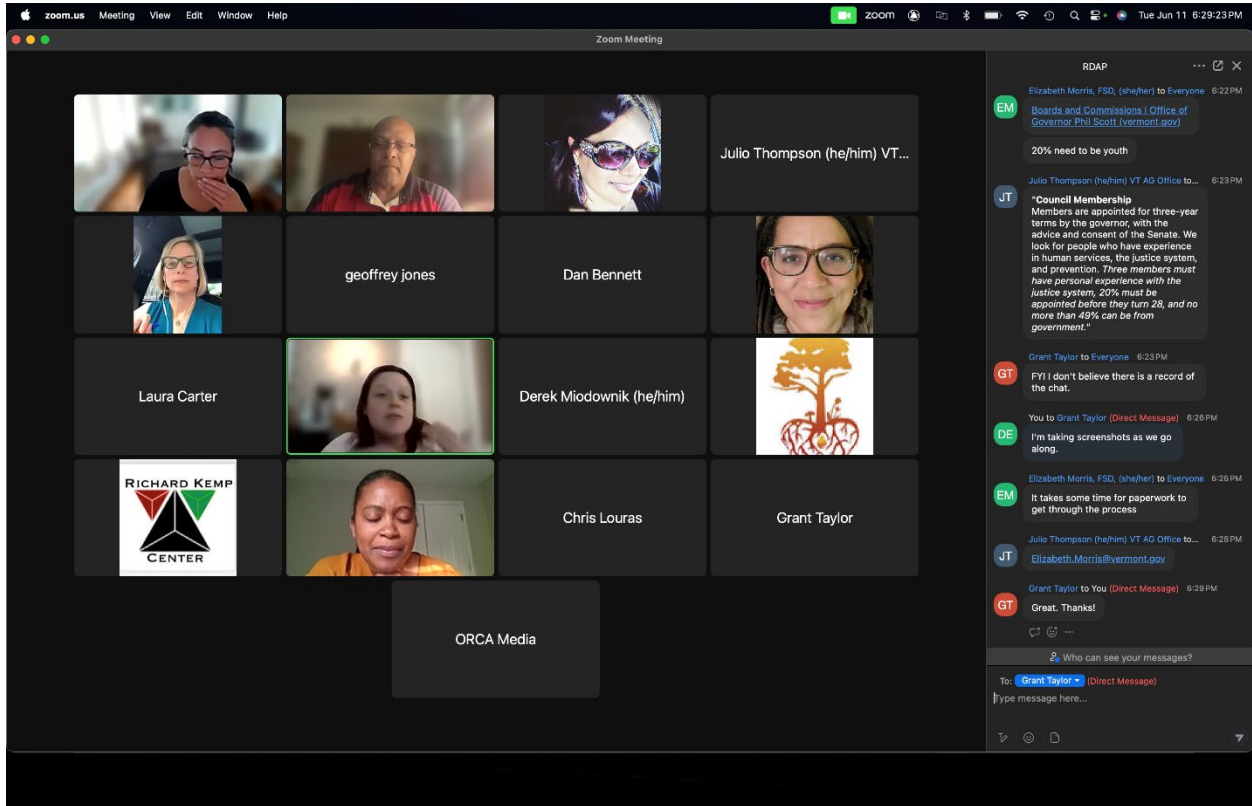 zoom.us Meeting View Edit Window Help
zoom Tue Jun 11 6:29:23 PM
Zoom Meeting
Julio Thompson (he/him) VT...
geoffrey jones
Dan Bennett
Laura Carter
Derek Miodownik (he/him)
RICHARD KEMP
CENTER
Chris Louras
Grant Taylor
ORCA Media
RDAP
Elizabeth Morris, FSD, (she/her) to Everyone 6:22 PM
EM
Boards and Commissions | Office of
Governor Phil Scott (vermont.gov)
20% need to be youth
Julio Thompson (he/him) VT AG Office to... 6:23 PM
JT
"Council Membership
Members are appointed for three-year
terms by the governor, with the
advice and consent of the Senate. We
look for people who have experience
in human services, the justice system,
and prevention. Three members must
have personal experience with the
justice system, 20% must be
appointed before they turn 28, and no
more than 49% can be from
government."
Grant Taylor to Everyone 6:23 PM
GT
FYI I don't believe there is a record of
the chat.
You to Grant Taylor (Direct Message) 6:26 PM
DE
I'm taking screenshots as we go
along.
Elizabeth Morris, FSD, (she/her) to Everyone 6:26 PM
EM
It takes some time for paperwork to
get through the process
Julio Thompson (he/him) VT AG Office to... 6:28 PM
JT
Elizabeth.Morris@vermont.gov
Grant Taylor to You (Direct Message) 6:29 PM
GT
Great. Thanks!
Who can see your messages?
To: Grant Taylor (Direct Message)
Type message here...